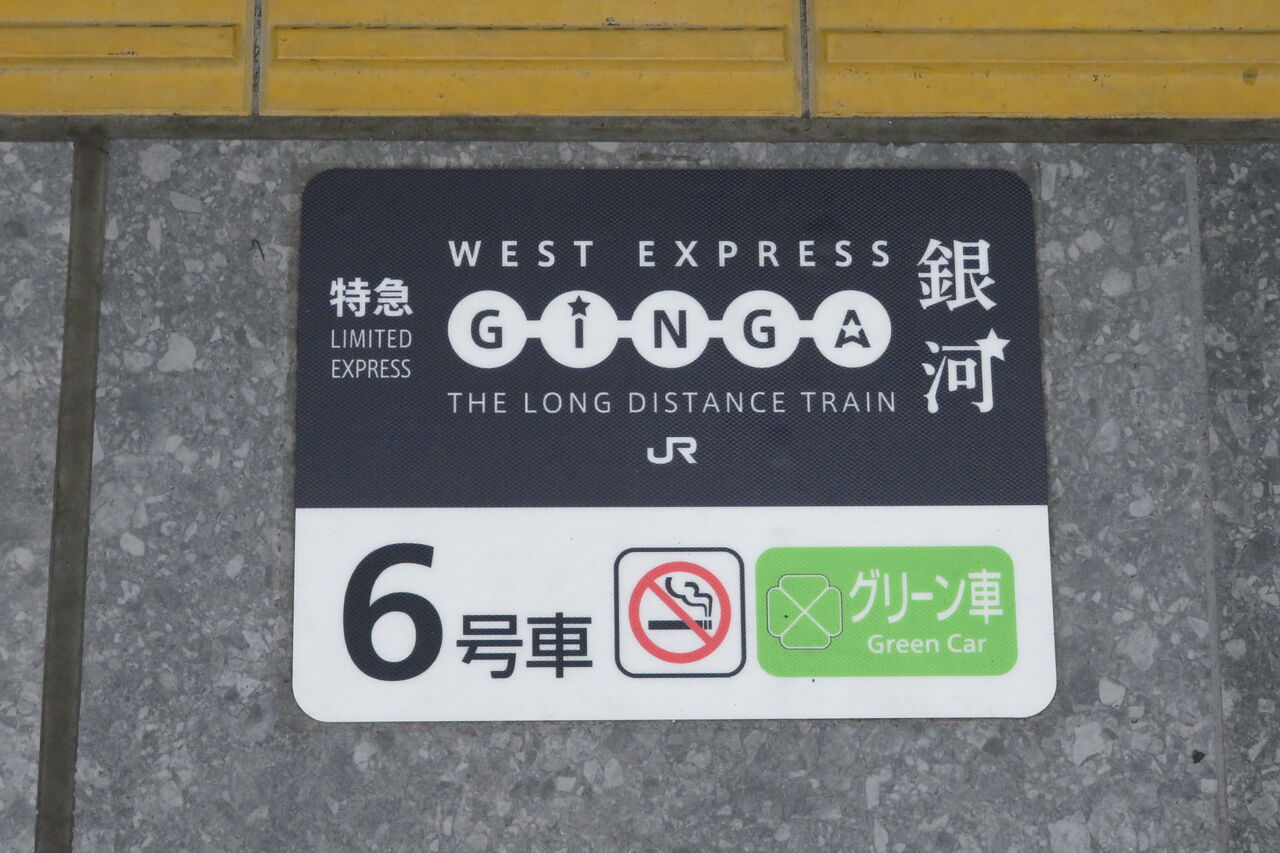 特急
LIMITED
EXPRESS
WEST EXPRESS
GiNGA
THE LONG DISTANCE TRAIN
JR
銀河
6号車
グリーン車
Green Car